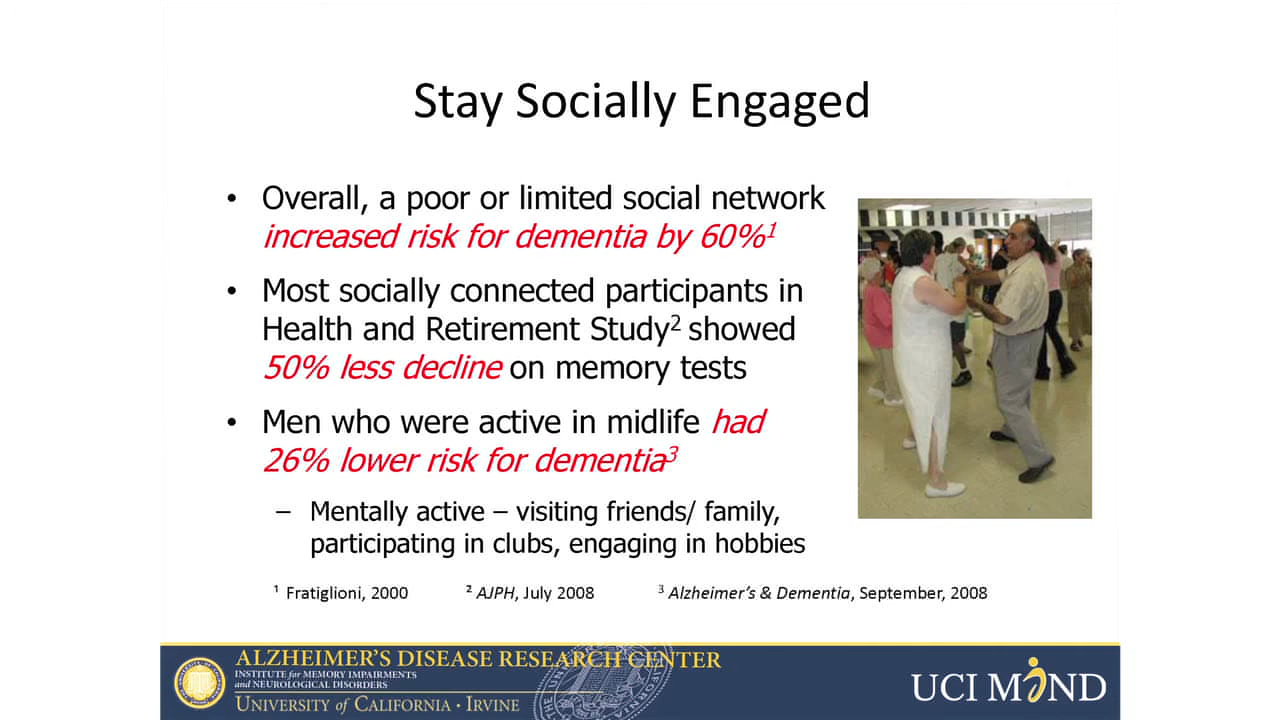 Stay Socially Engaged
• Overall, a poor or limited social network
increased risk for dementia by 60%¹
• Most socially connected participants in
Health and Retirement Study² showed
50% less decline on memory tests
• Men who were active in midlife had
26% lower risk for dementia³
– Mentally active – visiting friends/ family,
participating in clubs, engaging in hobbies
¹ Fratiglioni, 2000 ² AJPH, July 2008 ³ Alzheimer’s & Dementia, September, 2008
ALZHEIMER’S DISEASE RESEARCH CENTER
INSTITUTE for MEMORY IMPAIRMENTS
and NEUROLOGICAL DISORDERS
UNIVERSITY of CALIFORNIA • IRVINE
UCI MIND